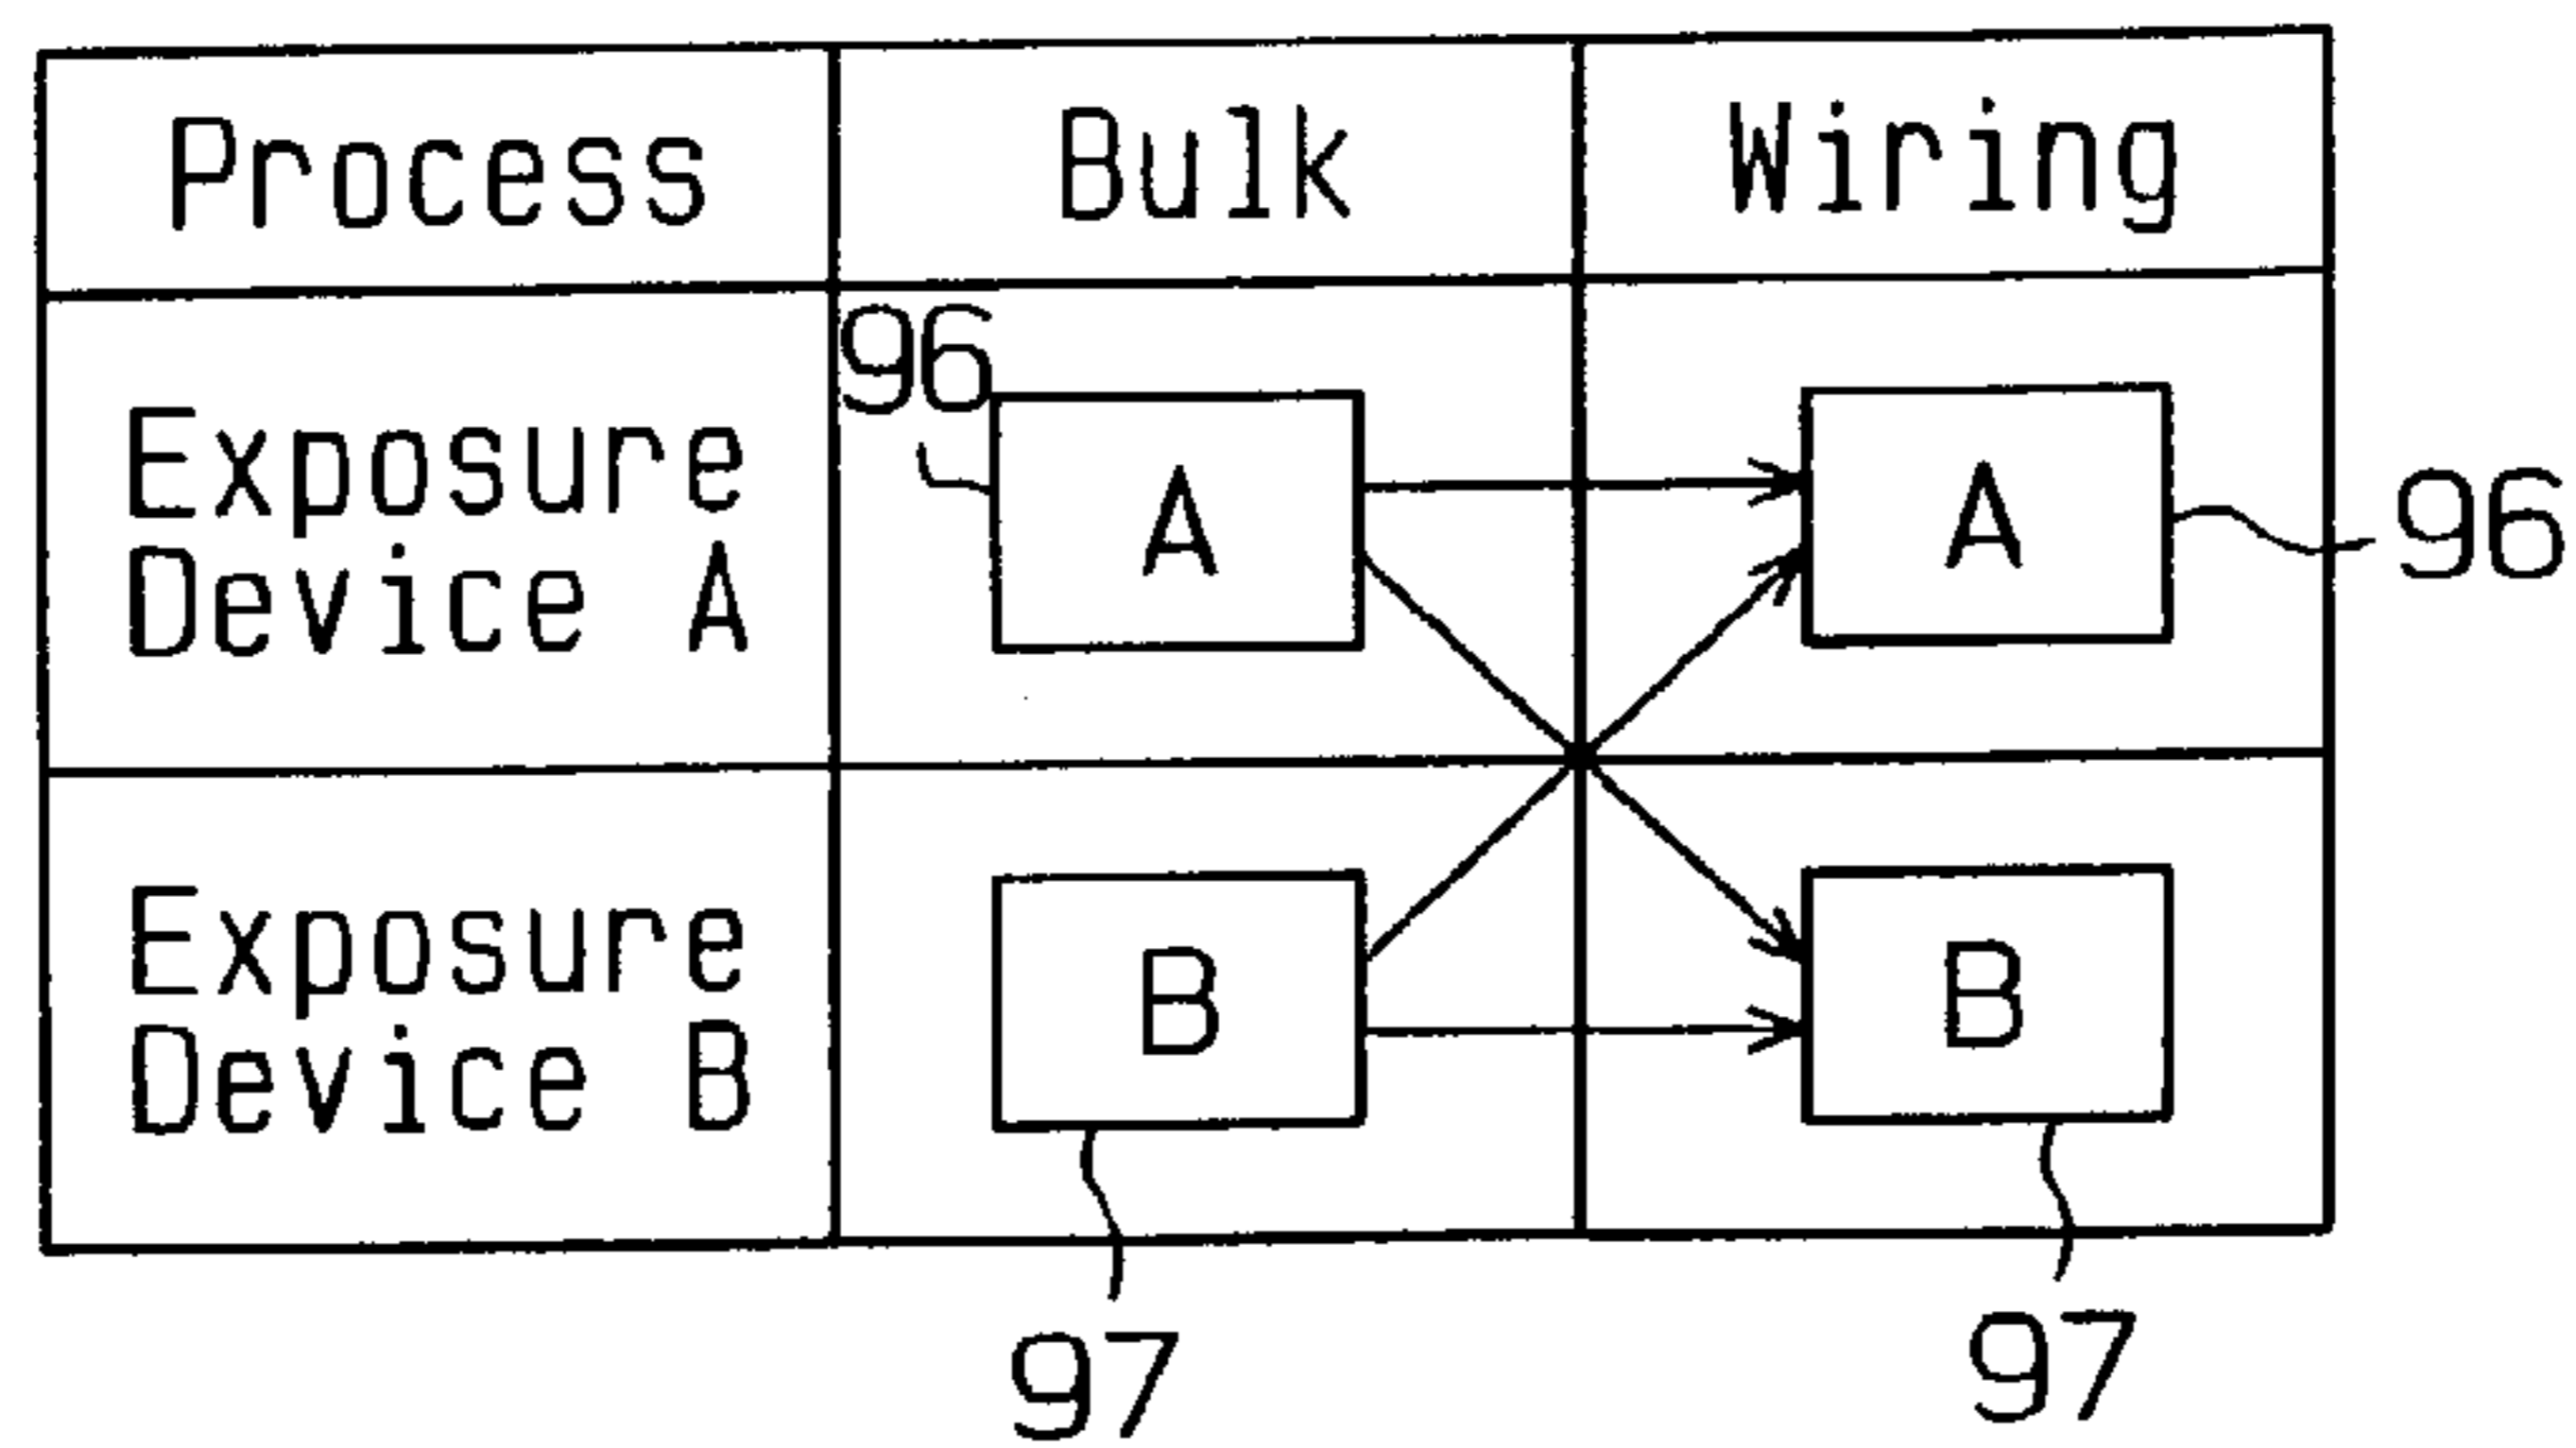 Process Bulk Wiring
96
Exposure
Device A
A
A
96
Exposure
Device B
B
B
97
97